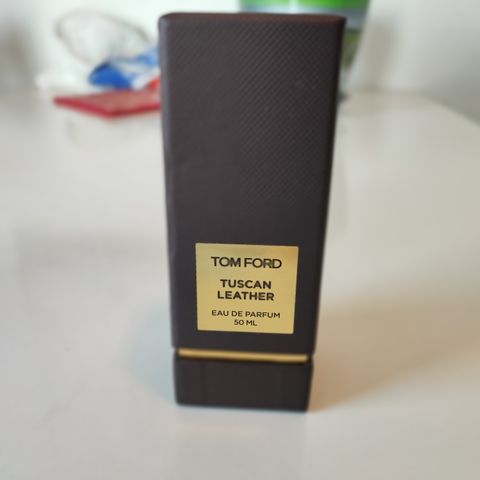 TOM FORD
TUSCAN
LEATHER
EAU DE PARFUM
50 ML